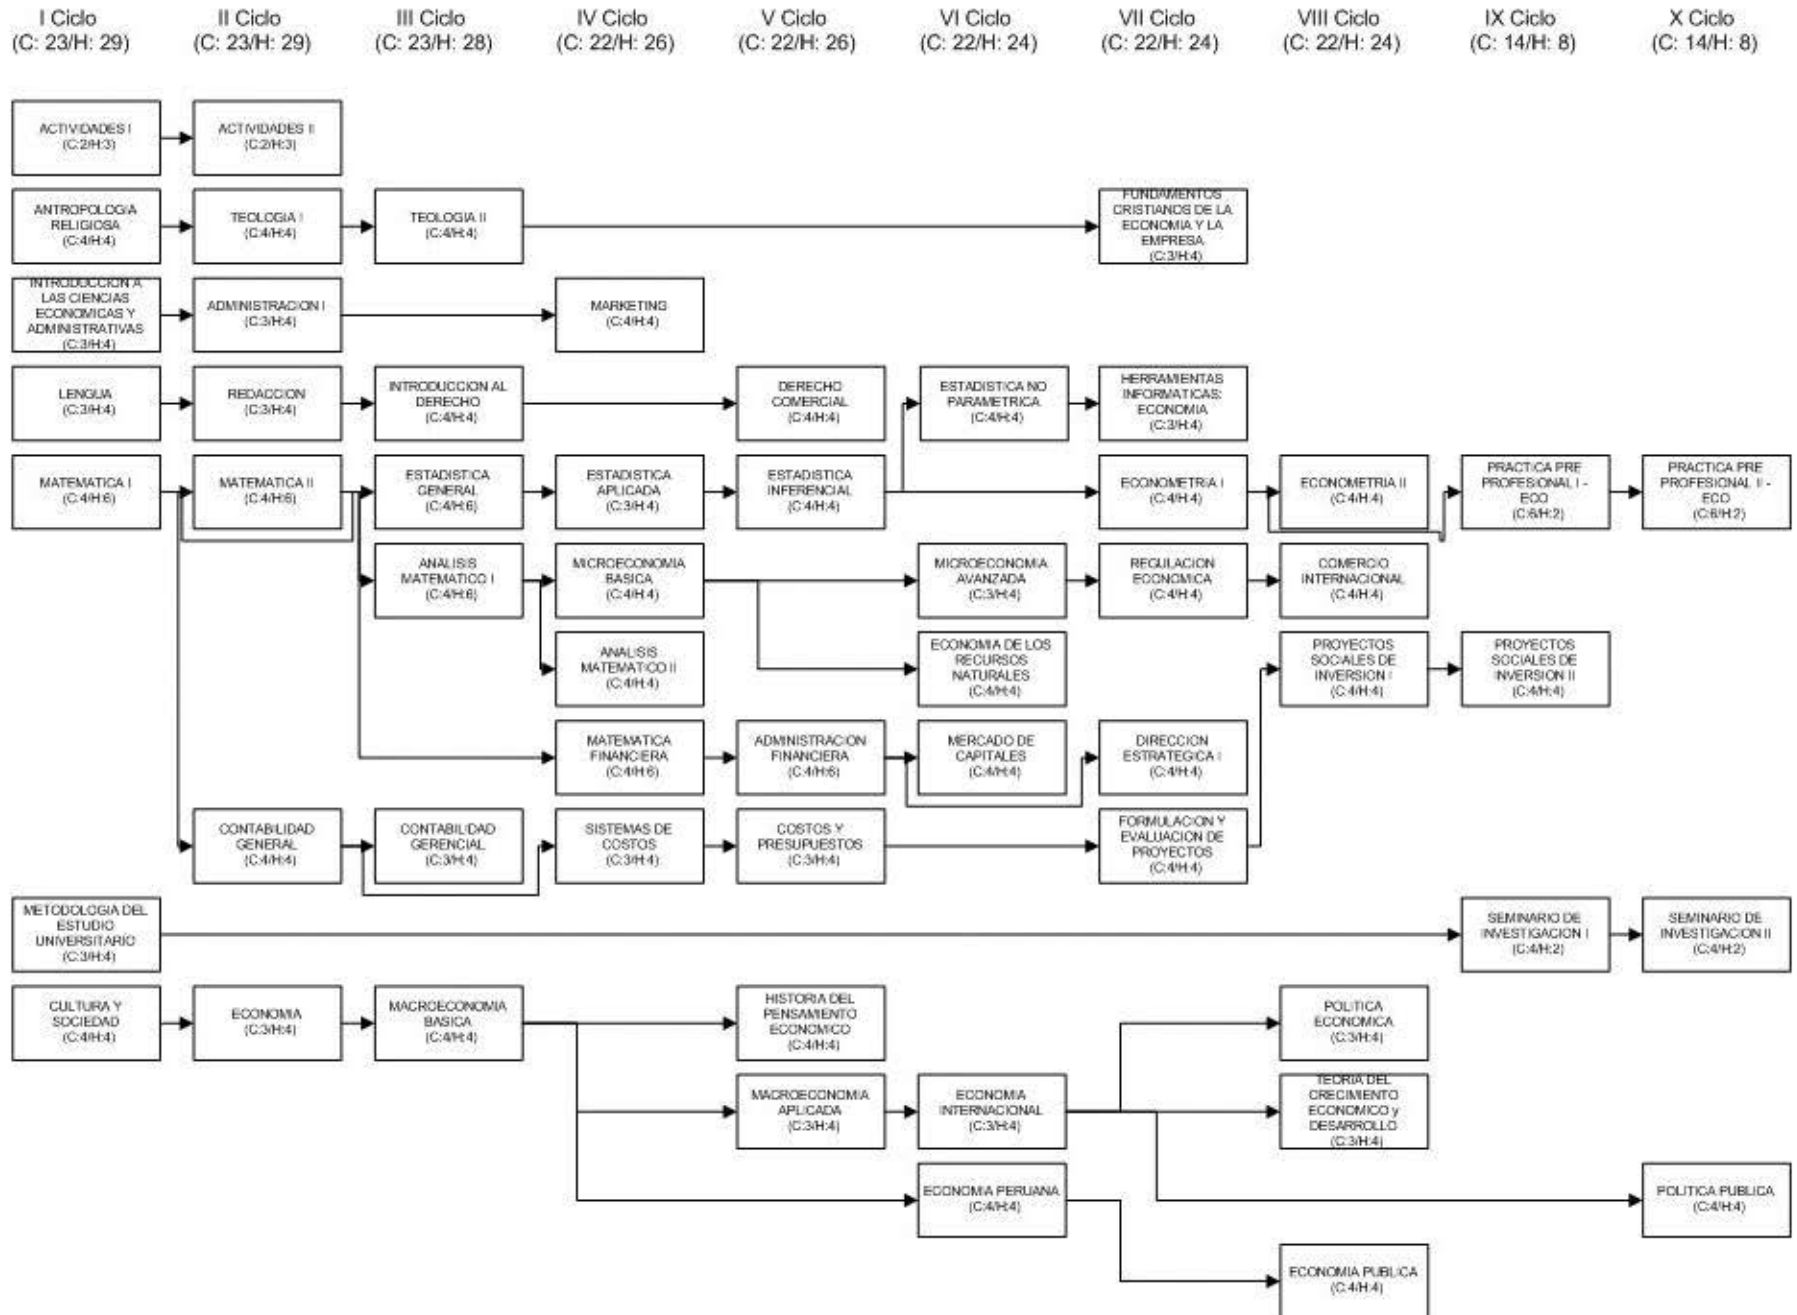 I Ciclo
(C: 23/H: 29)
II Ciclo
(C: 23/H: 29)
III Ciclo
(C: 23/H: 28)
IV Ciclo
(C: 22/H: 26)
V Ciclo
(C: 22/H: 26)
VI Ciclo
(C: 22/H: 24)
VII Ciclo
(C: 22/H: 24)
VIII Ciclo
(C: 22/H: 24)
IX Ciclo
(C: 14/H: 8)
X Ciclo
(C: 14/H: 8)
ACTIVIDADES I
(C:2/H:3)
ACTIVIDADES II
(C:2/H:3)
ANTROPOLOGIA
RELIGIOSA
(C:4/H:4)
TEOLOGIA I
(C:4/H:4)
TEOLOGIA II
(C:4/H:4)
FUNDAMENTOS
CRISTIANOS DE LA
ECONOMIA Y LA
EMPRESA
(C:3/H:4)
INTRODUCCION A
LAS CIENCIAS
ECONOMICAS Y
ADMINISTRATIVAS
(C:3/H:4)
ADMINISTRACION I
(C:3/H:4)
MARKETING
(C:4/H:4)
LENGUA
(C:3/H:4)
REDACCION
(C:3/H:4)
INTRODUCCION AL
DERECHO
(C:4/H:4)
DERECHO
COMERCIAL
(C:4/H:4)
ESTADISTICA NO
PARAMETRICA
(C:4/H:4)
HERRAMIENTAS
INFORMATICAS:
ECONOMIA
(C:3/H:4)
MATEMATICA I
(C:4/H:6)
MATEMATICA II
(C:4/H:6)
ESTADISTICA
GENERAL
(C:4/H:6)
ESTADISTICA
APLICADA
(C:3/H:4)
ESTADISTICA
INFERENCIAL
(C:4/H:4)
ECONOMETRIA I
(C:4/H:4)
ECONOMETRIA II
(C:4/H:4)
PRACTICA PRE
PROFESIONAL I -
ECO
(C:6/H:2)
PRACTICA PRE
PROFESIONAL II -
ECO
(C:6/H:2)
ANALISIS
MATEMATICO I
(C:4/H:6)
MICROECONOMIA
BASICA
(C:4/H:4)
MICROECONOMIA
AVANZADA
(C:3/H:4)
REGULACION
ECONOMICA
(C:4/H:4)
COMERCIO
INTERNACIONAL
(C:4/H:4)
ANALISIS
MATEMATICO II
(C:4/H:4)
ECONOMIA DE LOS
RECURSOS
NATURALES
(C:4/H:4)
PROYECTOS
SOCIALES DE
INVERSION I
(C:4/H:4)
PROYECTOS
SOCIALES DE
INVERSION II
(C:4/H:4)
MATEMATICA
FINANCIERA
(C:4/H:6)
ADMINISTRACION
FINANCIERA
(C:4/H:6)
MERCADO DE
CAPITALES
(C:4/H:4)
DIRECCION
ESTRATEGICA I
(C:4/H:4)
CONTABILIDAD
GENERAL
(C:4/H:4)
CONTABILIDAD
GERENCIAL
(C:3/H:4)
SISTEMAS DE
COSTOS
(C:3/H:4)
COSTOS Y
PRESUPUESTOS
(C:3/H:4)
FORMULACION Y
EVALUACION DE
PROYECTOS
(C:4/H:4)
METODOLOGIA DEL
ESTUDIO
UNIVERSITARIO
(C:3/H:4)
SEMINARIO DE
INVESTIGACION I
(C:4/H:2)
SEMINARIO DE
INVESTIGACION II
(C:4/H:2)
CULTURA Y
SOCIEDAD
(C:4/H:4)
ECONOMIA
(C:3/H:4)
MACROECONOMIA
BASICA
(C:4/H:4)
HISTORIA DEL
PENSAMIENTO
ECONOMICO
(C:4/H:4)
POLITICA
ECONOMICA
(C:3/H:4)
MACROECONOMIA
APLICADA
(C:3/H:4)
ECONOMIA
INTERNACIONAL
(C:3/H:4)
TEORIA DEL
CRECIMIENTO
ECONOMICO y
DESARROLLO
(C:3/H:4)
ECONOMIA PERUANA
(C:4/H:4)
POLITICA PUBLICA
(C:4/H:4)
ECONOMIA PUBLICA
(C:4/H:4)